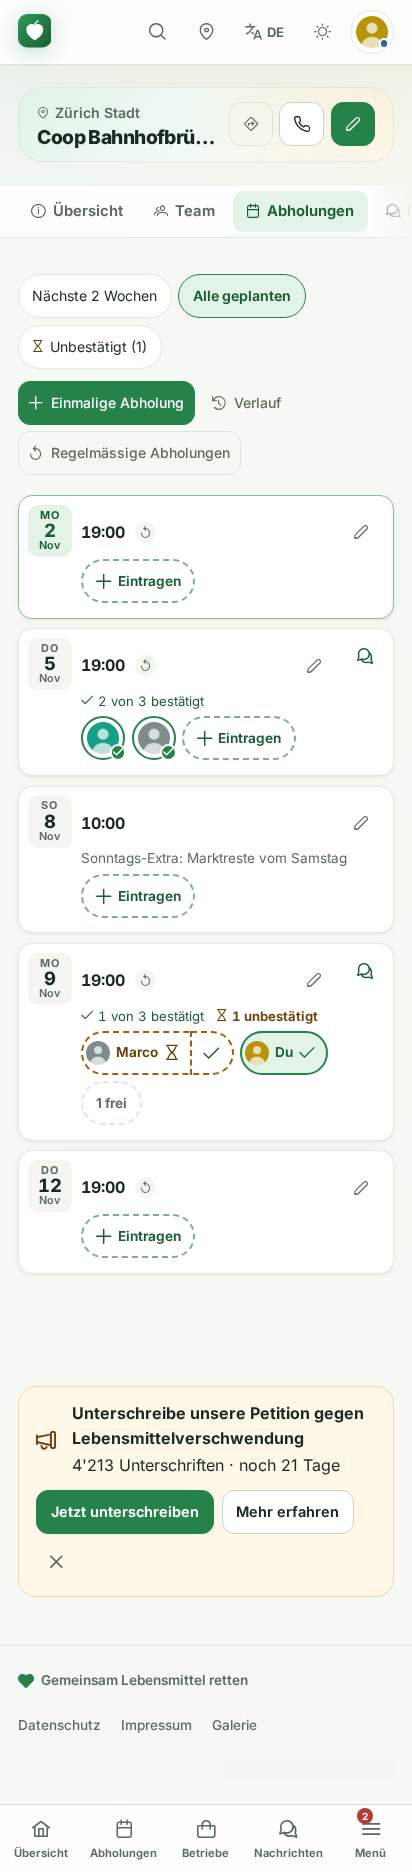 DE
Zürich Stadt
Coop Bahnhofbrü...
Übersicht
Team
Abholungen
Nächste 2 Wochen
Alle geplanten
Unbestätigt (1)
Einmalige Abholung
Verlauf
Regelmässige Abholungen
MO
2
Nov
19:00
Eintragen
DO
5
Nov
19:00
2 von 3 bestätigt
Eintragen
SO
8
Nov
10:00
Sonntags-Extra: Marktreste vom Samstag
Eintragen
MO
9
Nov
19:00
1 von 3 bestätigt
1 unbestätigt
Marco
Du
1 frei
DO
12
Nov
19:00
Eintragen
Unterschreibe unsere Petition gegen
Lebensmittelverschwendung
4'213 Unterschriften · noch 21 Tage
Jetzt unterschreiben
Mehr erfahren
Gemeinsam Lebensmittel retten
Datenschutz
Impressum
Galerie
2
Übersicht
Abholungen
Betriebe
Nachrichten
Menü